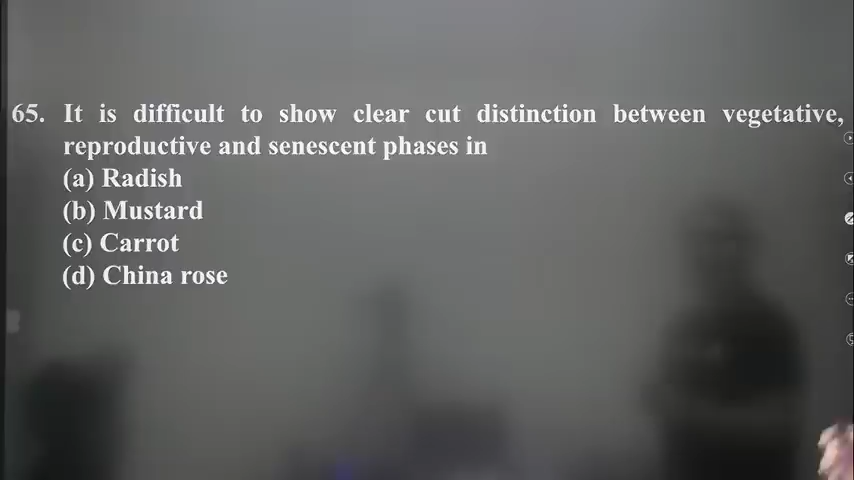 65. It is difficult to show clear cut distinction between vegetative,
reproductive and senescent phases in
(a) Radish
(b) Mustard
(c) Carrot
(d) China rose